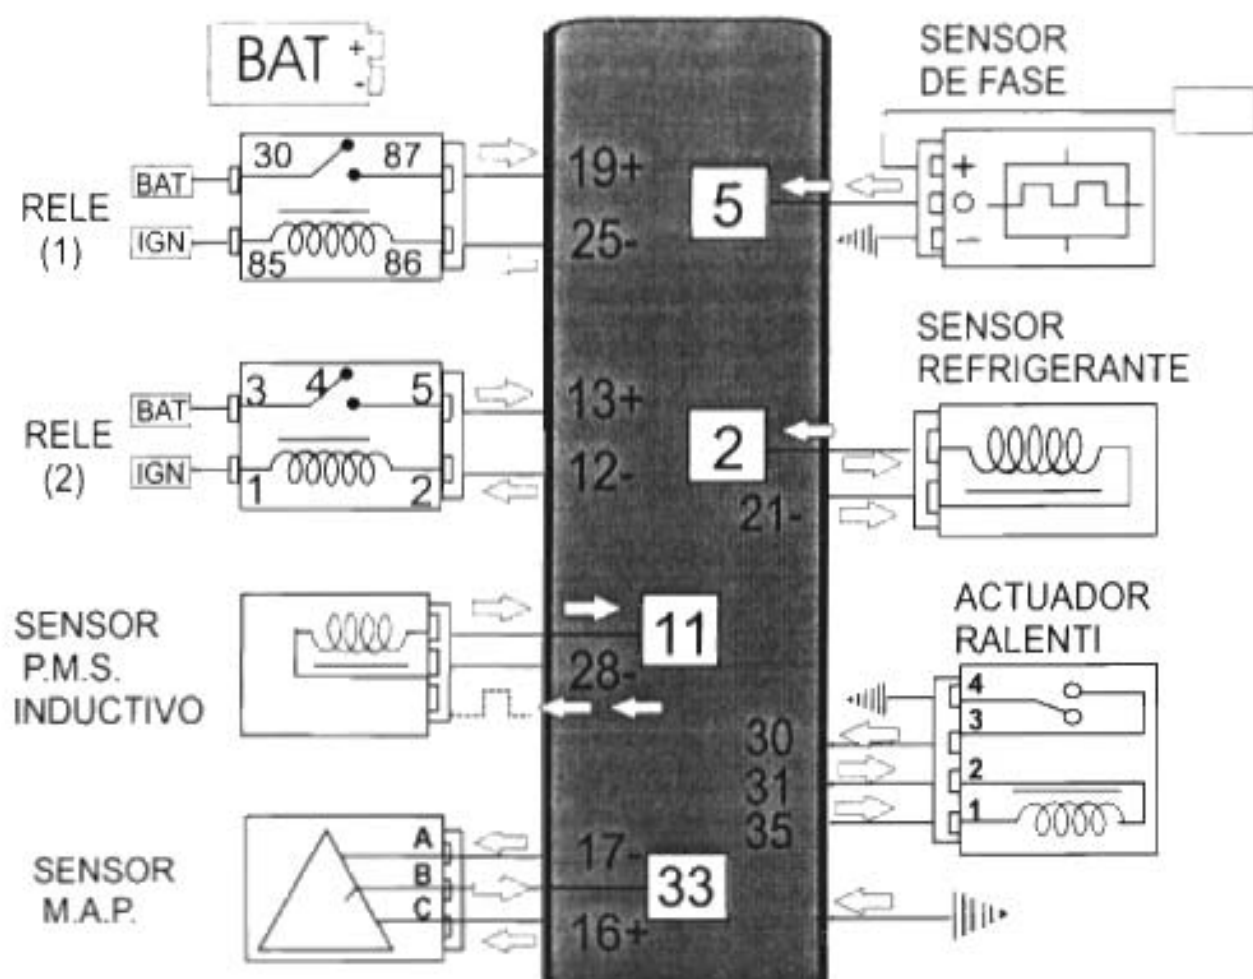 BAT + -
RELE
(1)
BAT
IGN
30 87
85 86
19+
25-
5
SENSOR
DE FASE
+
O
-
RELE
(2)
BAT
IGN
3 4 5
1 2
13+
12-
2
21-
SENSOR
REFRIGERANTE
SENSOR
P.M.S.
INDUCTIVO
11
28-
ACTUADOR
RALENTI
4
3
2
1
30
31
35
SENSOR
M.A.P.
A
B
C
17-
33
16+